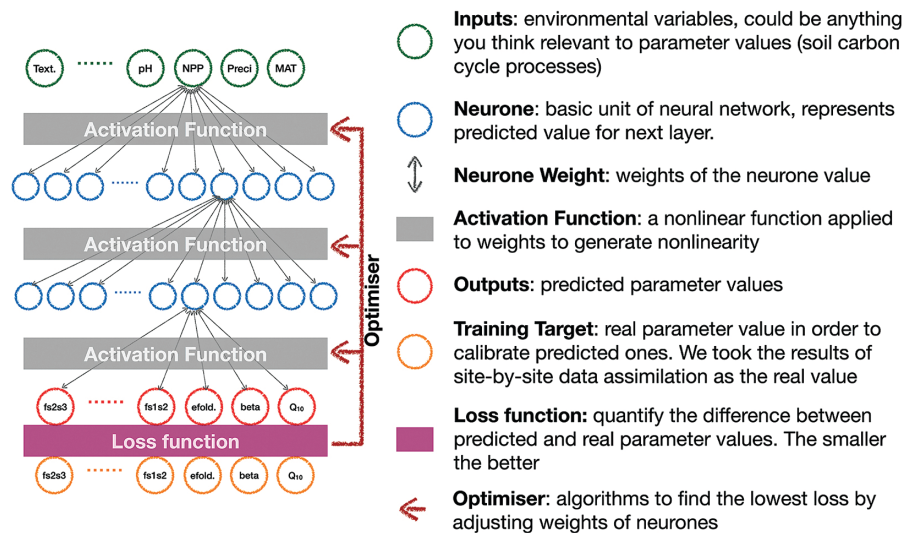 Text. ...... pH NPP Preci MAT
Activation Function
......
Activation Function
......
Activation Function
fs2s3 ...... fs1s2 efold. beta Q₁₀
Loss function
fs2s3 ...... fs1s2 efold. beta Q₁₀
Optimiser
Inputs: environmental variables, could be anything
you think relevant to parameter values (soil carbon
cycle processes)
Neurone: basic unit of neural network, represents
predicted value for next layer.
Neurone Weight: weights of the neurone value
Activation Function: a nonlinear function applied
to weights to generate nonlinearity
Outputs: predicted parameter values
Training Target: real parameter value in order to
calibrate predicted ones. We took the results of
site-by-site data assimilation as the real value
Loss function: quantify the difference between
predicted and real parameter values. The smaller
the better
Optimiser: algorithms to find the lowest loss by
adjusting weights of neurones